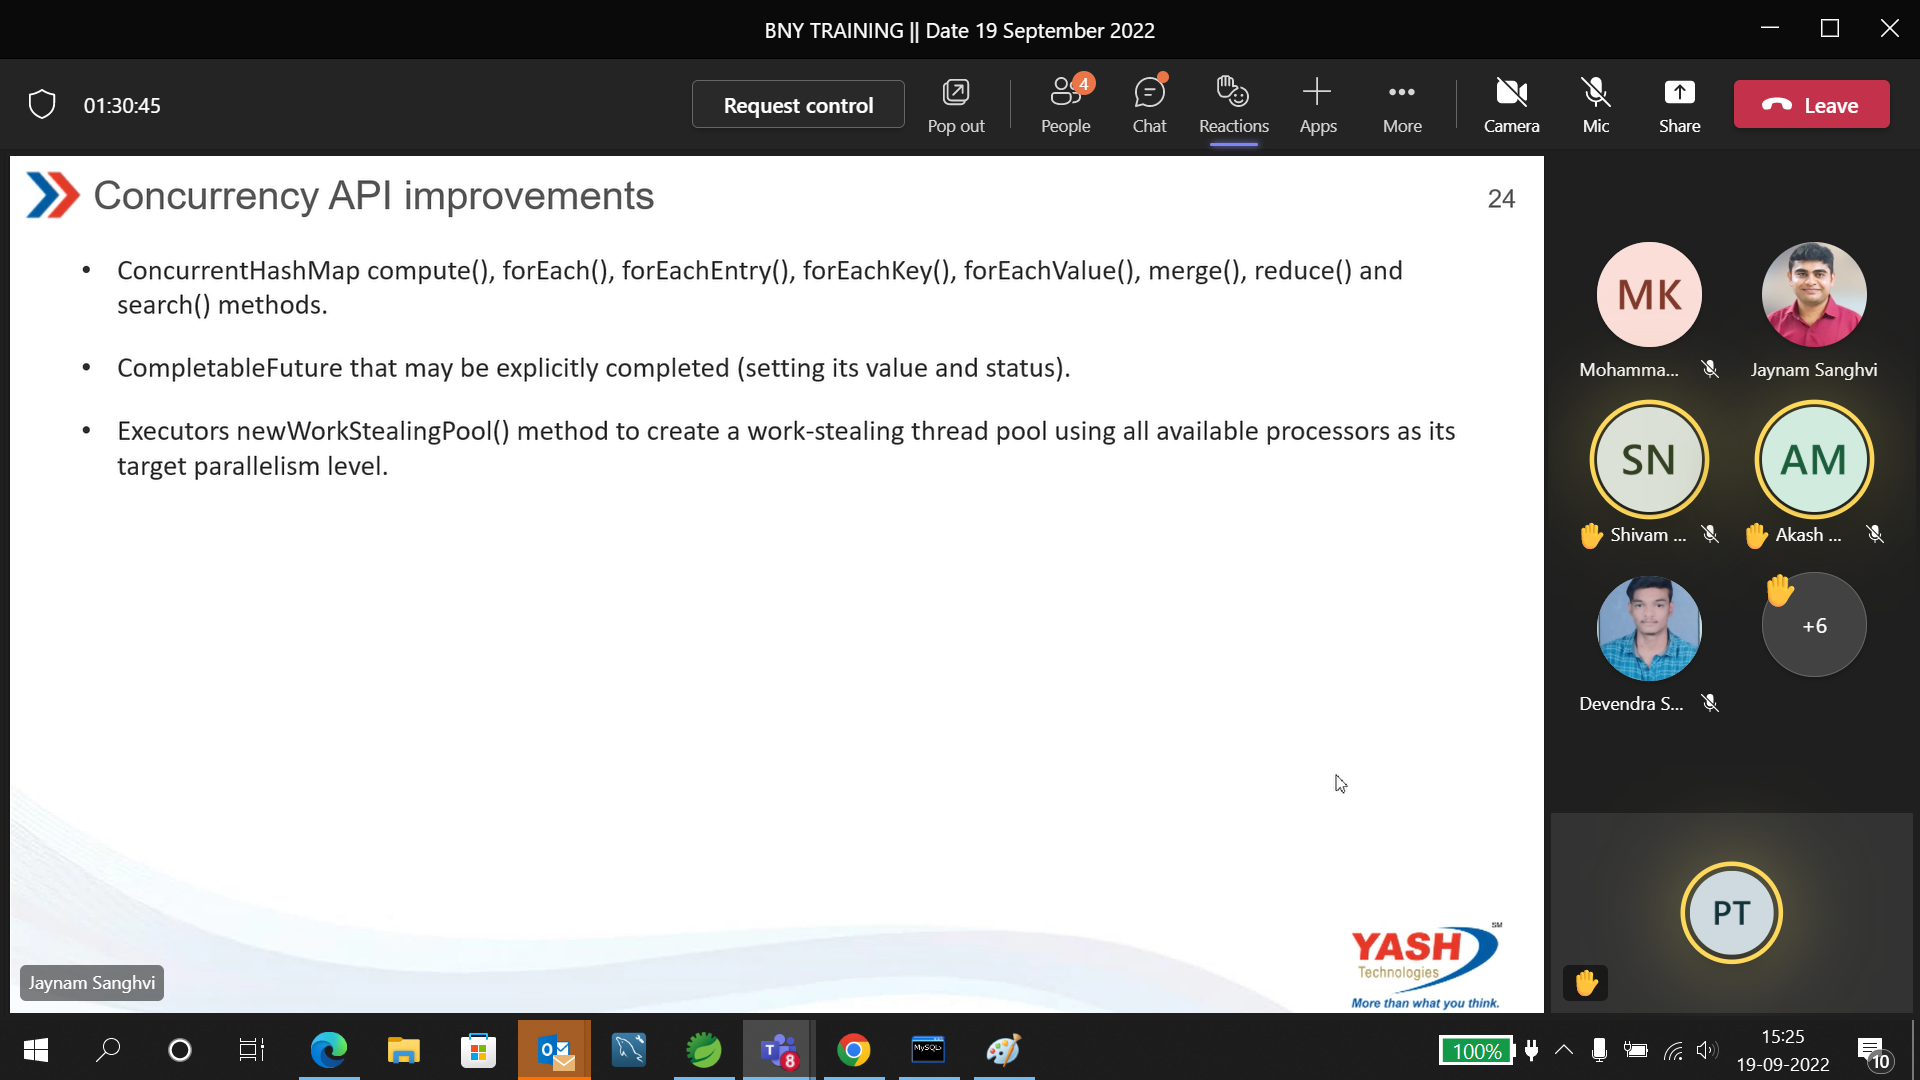 BNY TRAINING || Date 19 September 2022
01:30:45
Request control
Pop out
4
People
Chat
Reactions
Apps
More
Camera
Mic
Share
Leave
Concurrency API improvements
24
• ConcurrentHashMap compute(), forEach(), forEachEntry(), forEachKey(), forEachValue(), merge(), reduce() and
search() methods.
• CompletableFuture that may be explicitly completed (setting its value and status).
• Executors newWorkStealingPool() method to create a work-stealing thread pool using all available processors as its
target parallelism level.
MK
Mohamma...
Jaynam Sanghvi
SN
Shivam ...
AM
Akash ...
Devendra S...
+6
PT
Jaynam Sanghvi
YASH
SM
Technologies
More than what you think.
T
8
MySQL
100%
15:25
19-09-2022
10